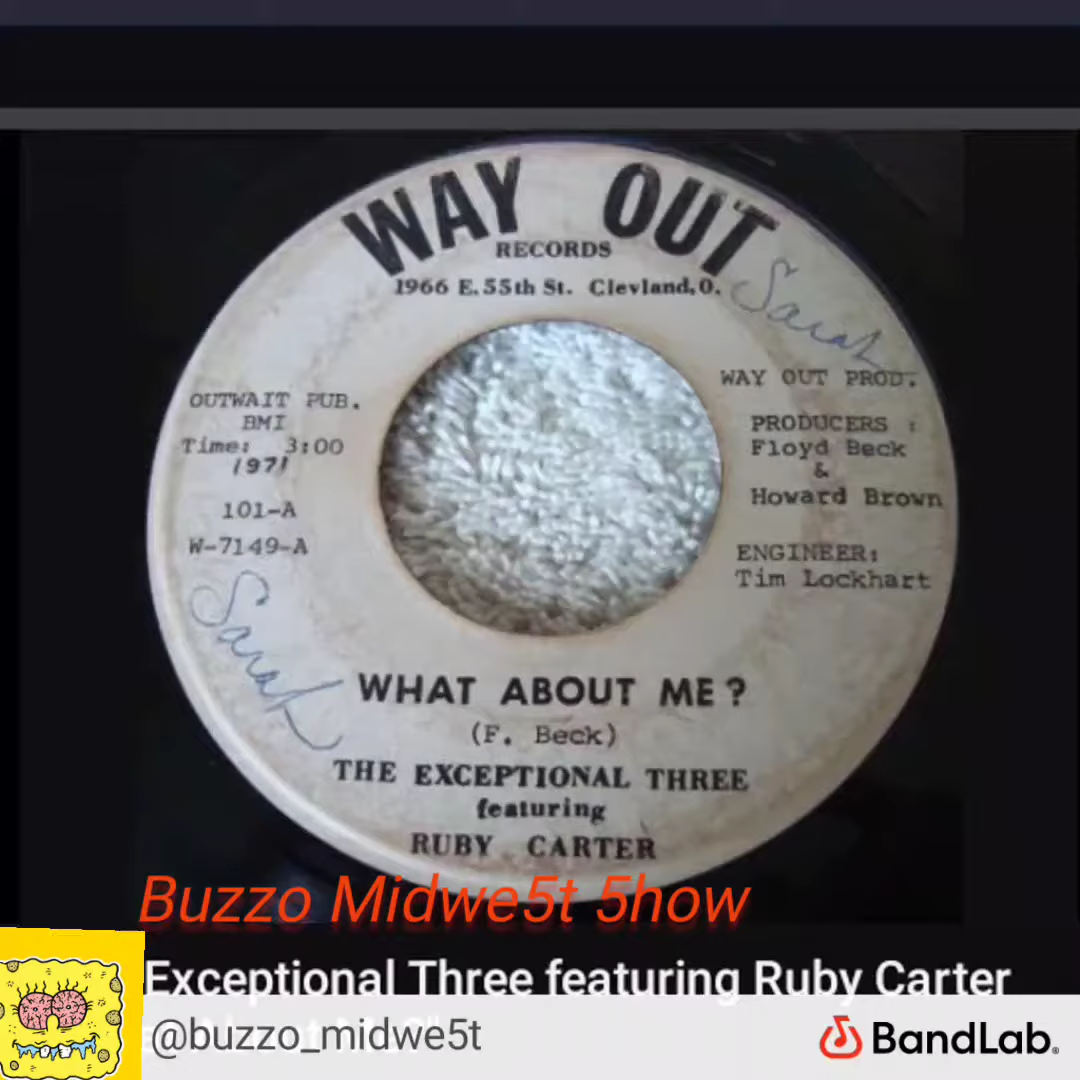 WAY OUT
RECORDS
1966 E. 55th St. Clevland, O.
Sarah
WAY OUT PROD.
OUTWAIT PUB.
BMI
Time: 3:00
1971
101-A
W-7149-A
PRODUCERS :
Floyd Beck
&
Howard Brown
ENGINEER:
Tim Lockhart
Sarah
WHAT ABOUT ME?
(F. Beck)
THE EXCEPTIONAL THREE
featuring
RUBY CARTER
Buzzo Midwe5t 5how
Exceptional Three featuring Ruby Carter
@buzzo_midwe5t
BandLab.